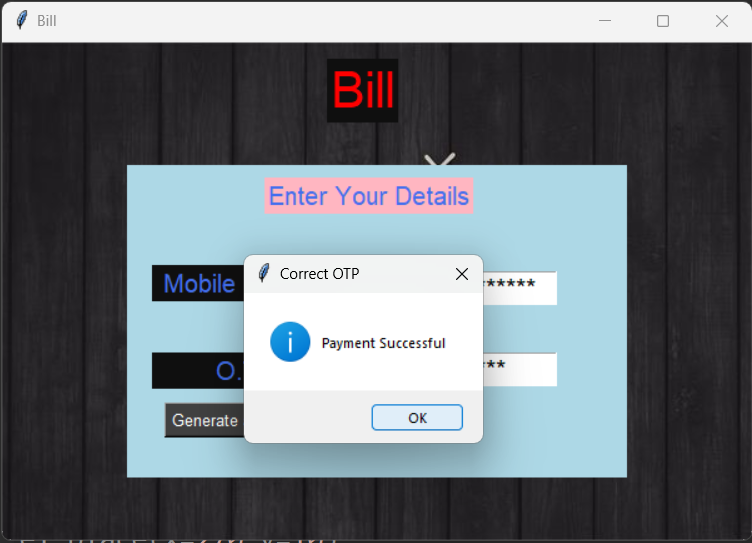 Bill
Bill
Enter Your Details
Correct OTP
Mobile
******
Payment Successful
O.
**
OK
Generate